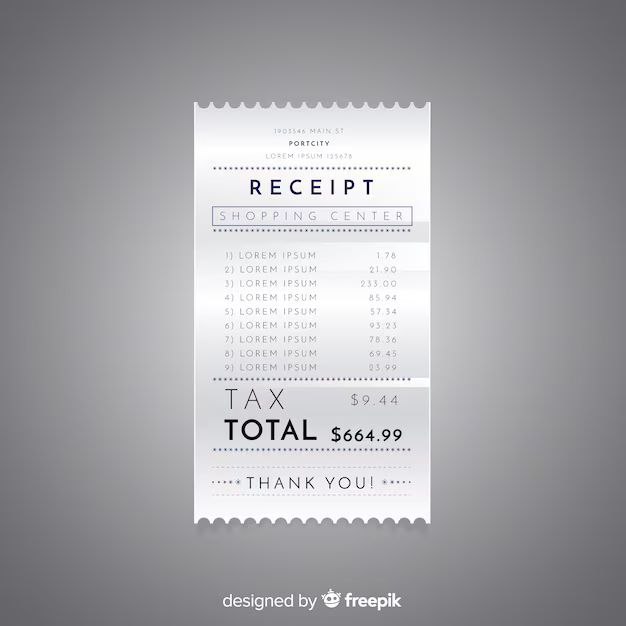 1903546 MAIN ST
PORTCITY
LOREM IPSUM 125678
RECEIPT
SHOPPING CENTER
1) LOREM IPSUM 1.78
2) LOREM IPSUM 21.90
3) LOREM IPSUM 233.00
4) LOREM IPSUM 85.94
5) LOREM IPSUM 57.34
6) LOREM IPSUM 93.23
7) LOREM IPSUM 78.36
8) LOREM IPSUM 69.45
9) LOREM IPSUM 23.99
TAX $9.44
TOTAL $664.99
THANK YOU!
designed by freepik